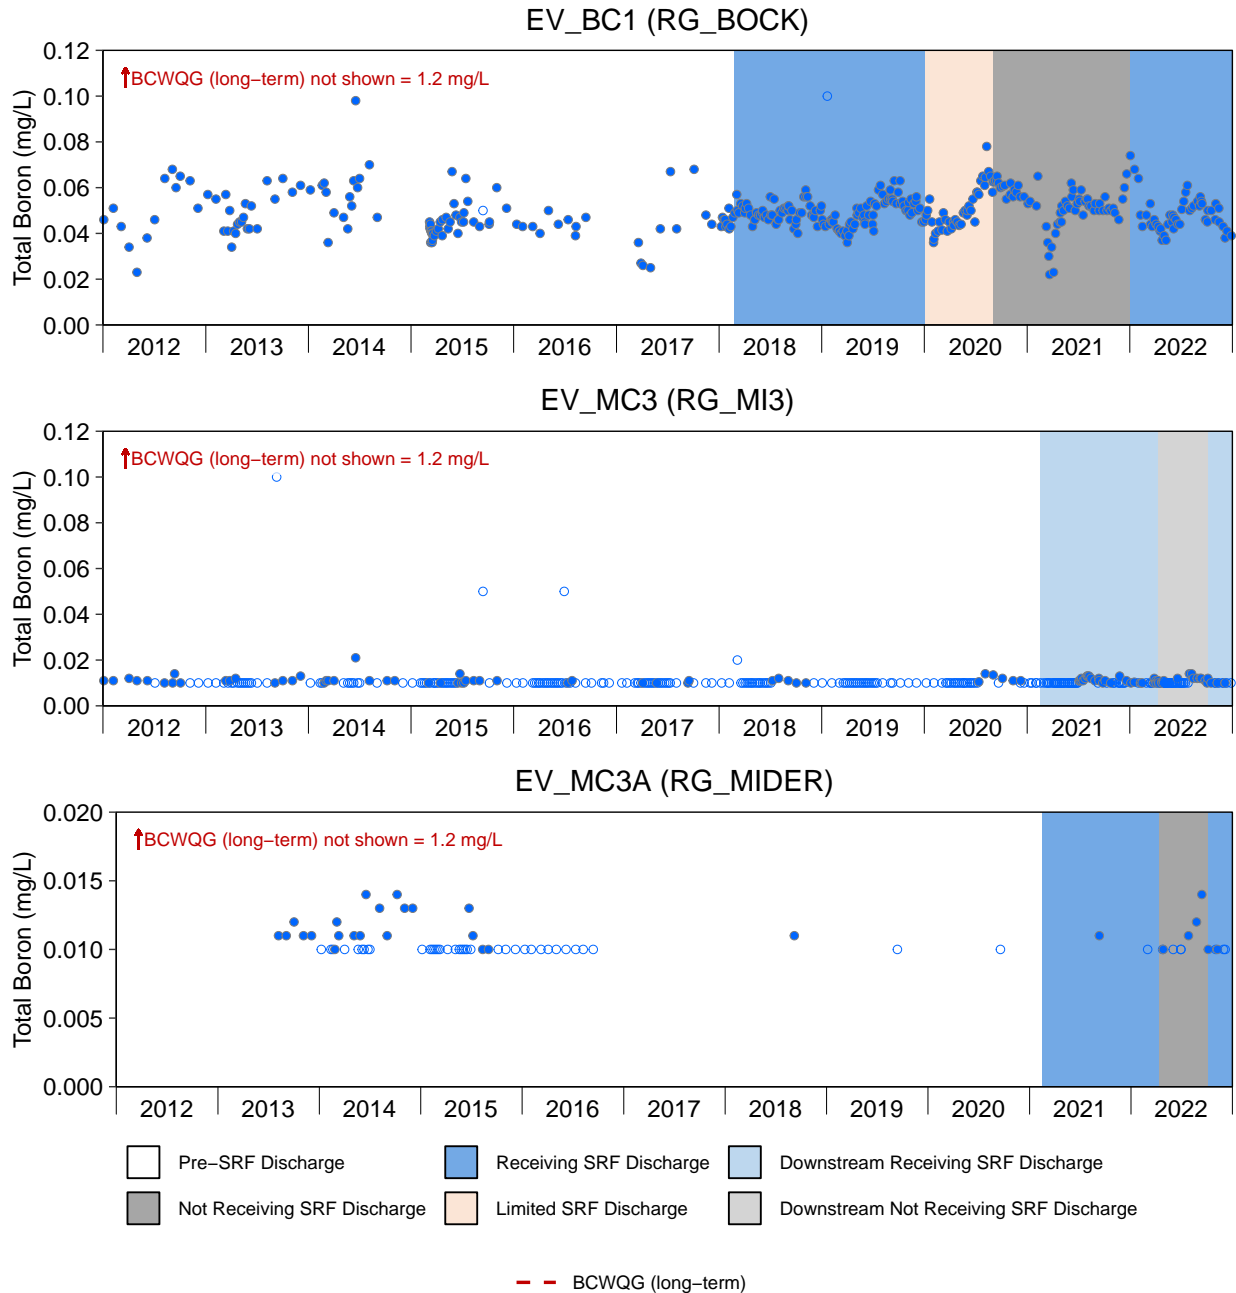 EV_BC1 (RG_BOCK)
Total Boron (mg/L)
0.12
0.10
0.08
0.06
0.04
0.02
0.00
BCWQG (long−term) not shown = 1.2 mg/L
2012 2013 2014 2015 2016 2017 2018 2019 2020 2021 2022
EV_MC3 (RG_MI3)
Total Boron (mg/L)
0.12
0.10
0.08
0.06
0.04
0.02
0.00
BCWQG (long−term) not shown = 1.2 mg/L
2012 2013 2014 2015 2016 2017 2018 2019 2020 2021 2022
EV_MC3A (RG_MIDER)
Total Boron (mg/L)
0.020
0.015
0.010
0.005
0.000
BCWQG (long−term) not shown = 1.2 mg/L
2012 2013 2014 2015 2016 2017 2018 2019 2020 2021 2022
Pre−SRF Discharge Receiving SRF Discharge Downstream Receiving SRF Discharge
Not Receiving SRF Discharge Limited SRF Discharge Downstream Not Receiving SRF Discharge
BCWQG (long−term)